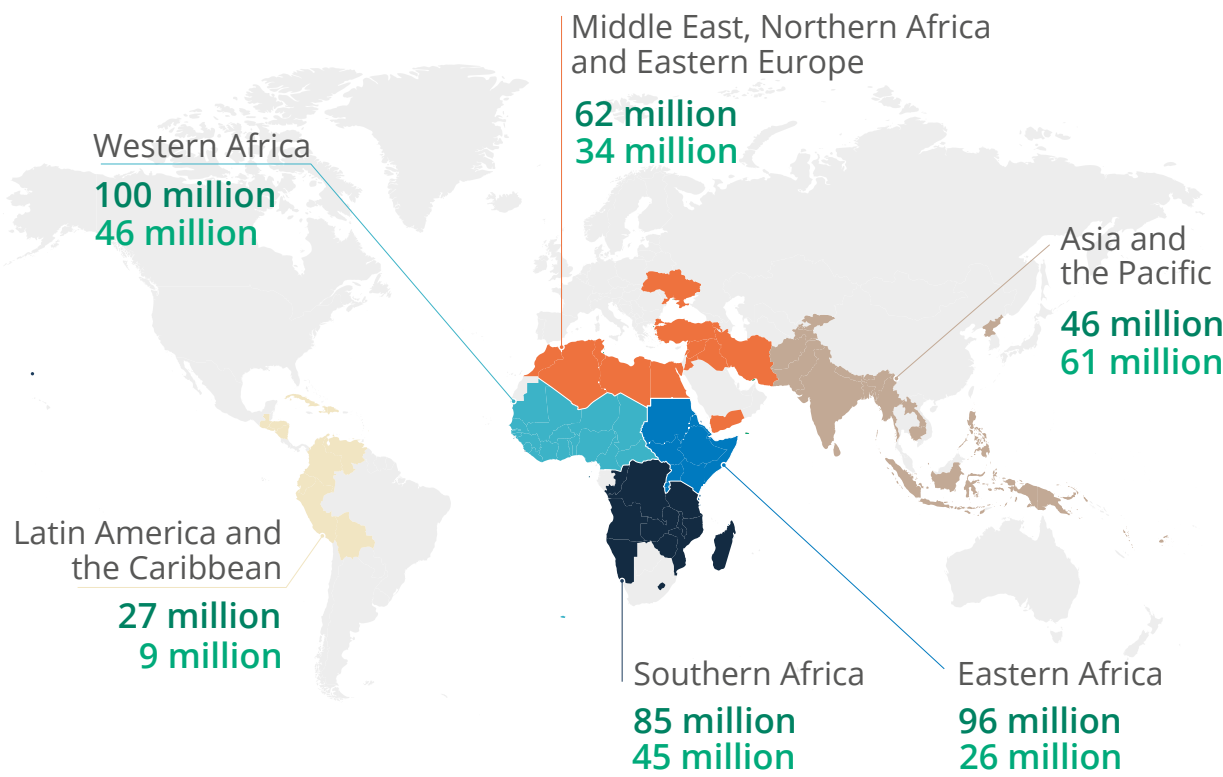 Middle East, Northern Africa
and Eastern Europe
62 million
34 million
Western Africa
100 million
46 million
Asia and
the Pacific
46 million
61 million
Latin America and
the Caribbean
27 million
9 million
Southern Africa
85 million
45 million
Eastern Africa
96 million
26 million